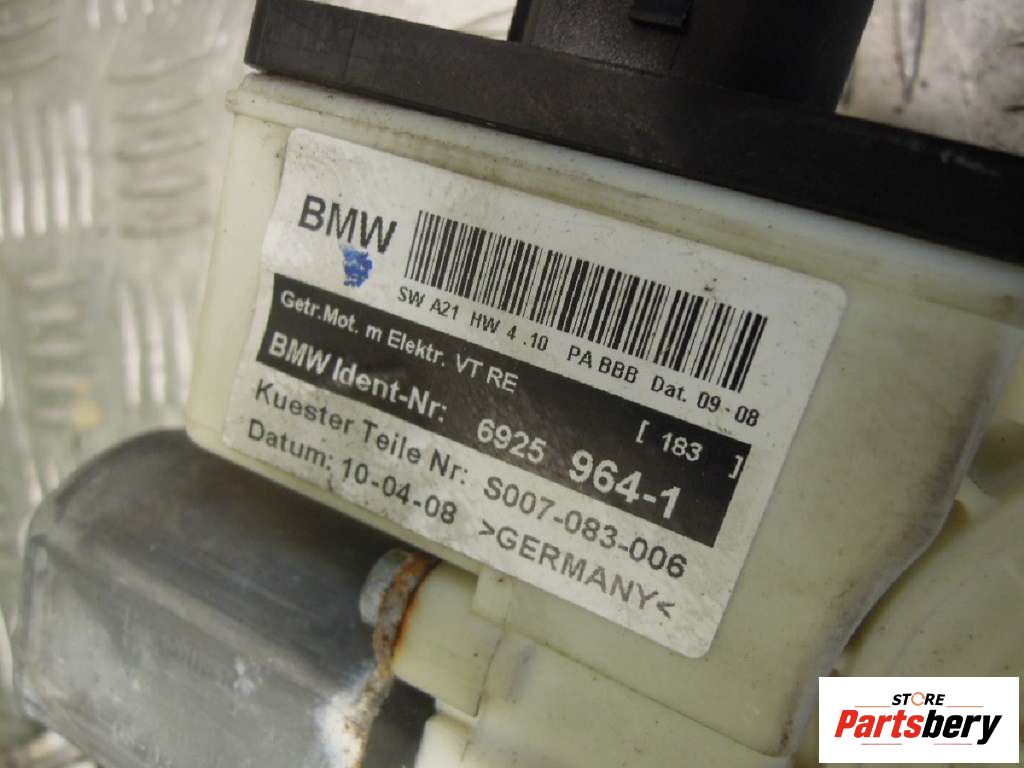 BMW
SW A21 HW 4.10 PA BBB Dat. 09-08
Getr.Mot. m Elektr. VT RE [ 183 ]
BMW Ident-Nr: 6925 964-1
Kuester Teile Nr: S007-083-006
Datum: 10-04-08 >GERMANY<
STORE
Partsbery